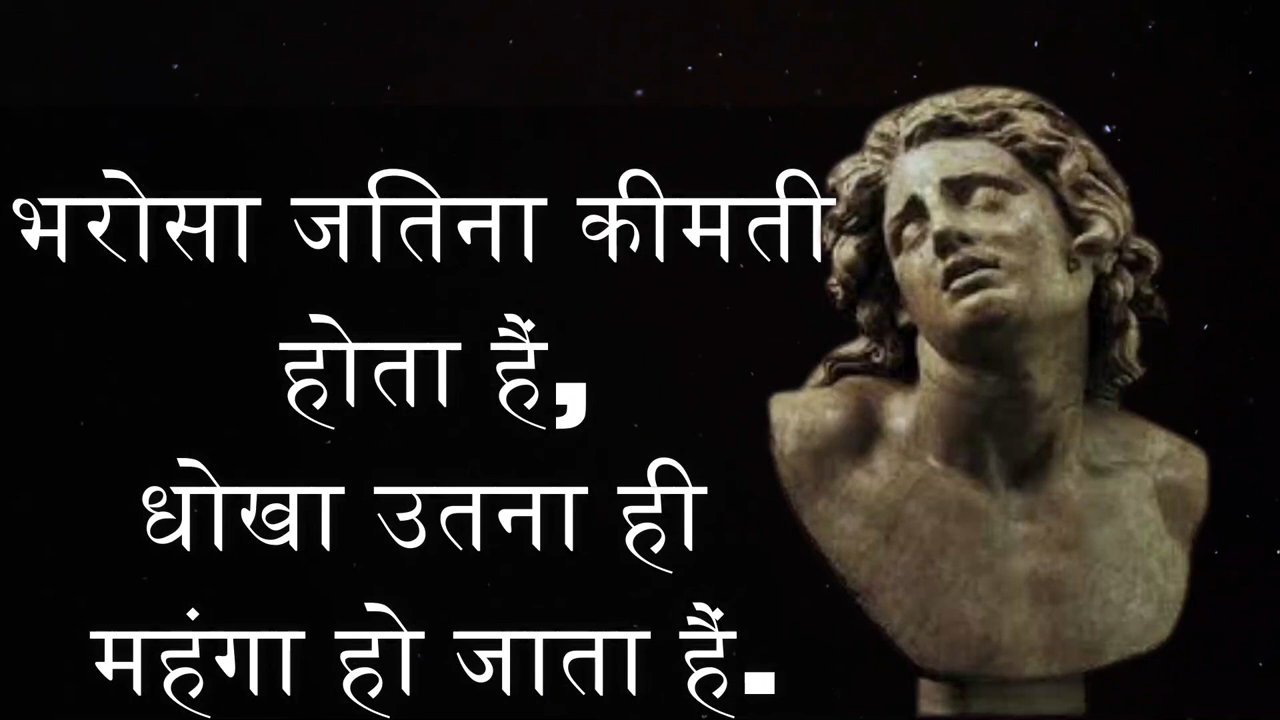 भरोसा जतिना कीमती
होता हैं,
धोखा उतना ही
महंगा हो जाता हैं.